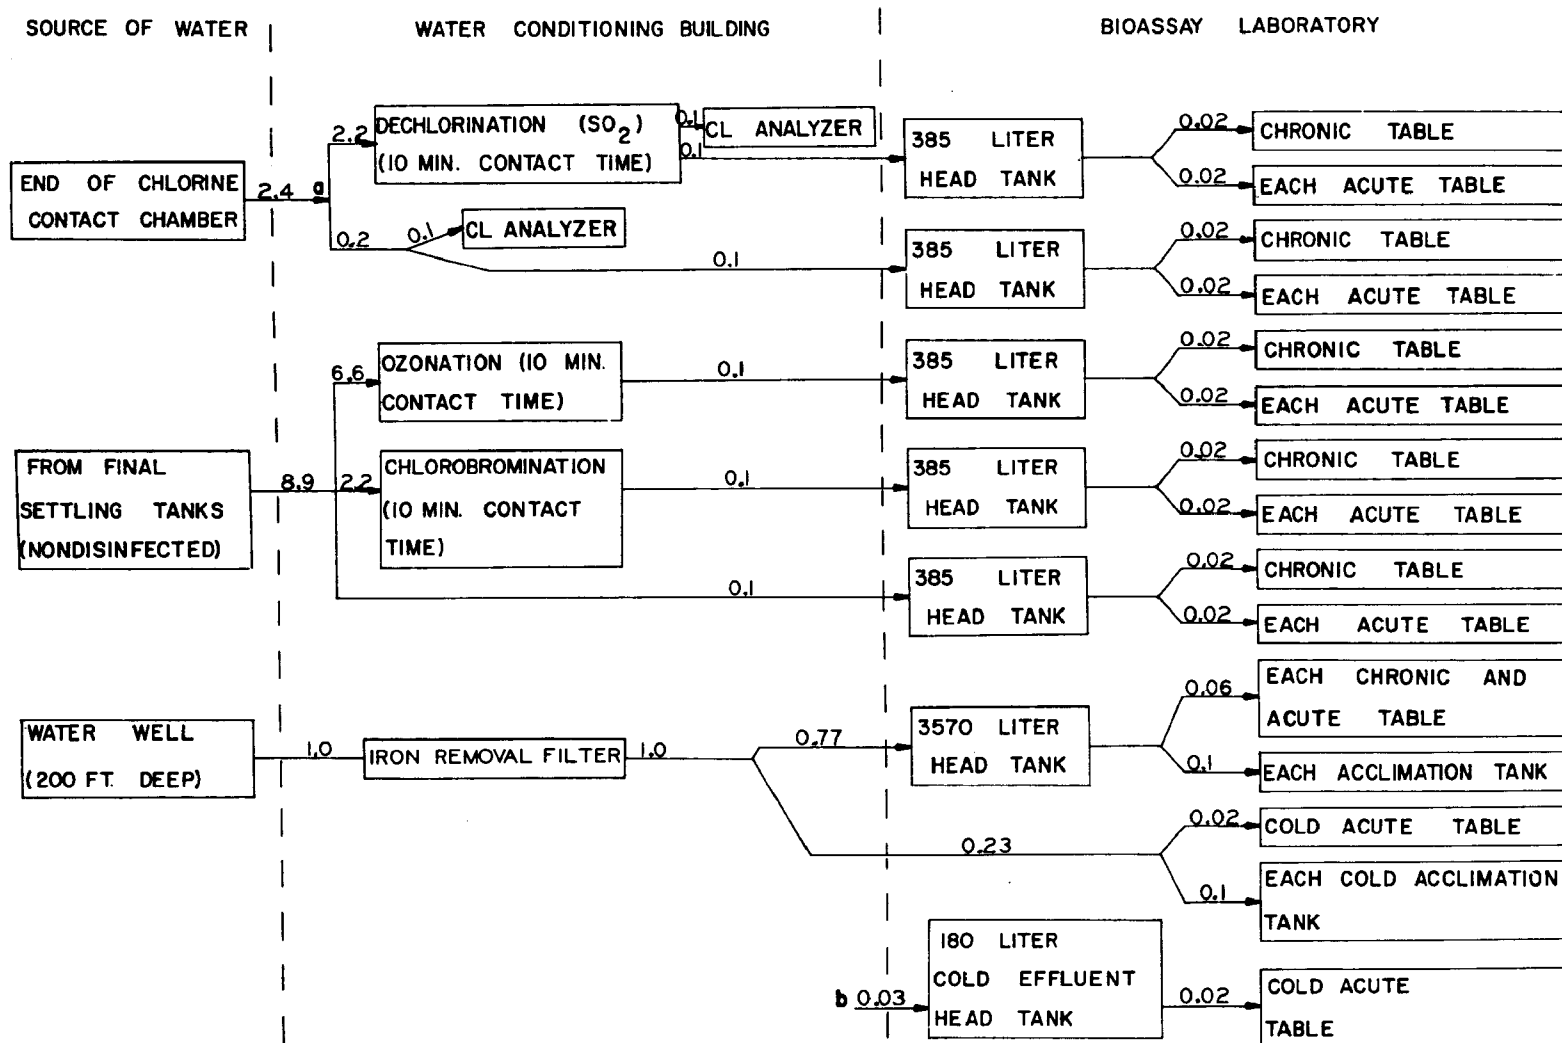 SOURCE OF WATER
WATER CONDITIONING BUILDING
BIOASSAY LABORATORY
END OF CHLORINE
CONTACT CHAMBER
2.4
a
2.2
DECHLORINATION (SO2)
(10 MIN. CONTACT TIME)
0.1
CL ANALYZER
0.1
385 LITER
HEAD TANK
0.02
CHRONIC TABLE
0.02
EACH ACUTE TABLE
0.2
0.1
CL ANALYZER
0.1
385 LITER
HEAD TANK
0.02
CHRONIC TABLE
0.02
EACH ACUTE TABLE
FROM FINAL
SETTLING TANKS
(NONDISINFECTED)
8.9
6.6
OZONATION (10 MIN.
CONTACT TIME)
0.1
385 LITER
HEAD TANK
0.02
CHRONIC TABLE
0.02
EACH ACUTE TABLE
2.2
CHLOROBROMINATION
(10 MIN. CONTACT
TIME)
0.1
385 LITER
HEAD TANK
0.02
CHRONIC TABLE
0.02
EACH ACUTE TABLE
0.1
385 LITER
HEAD TANK
0.02
CHRONIC TABLE
0.02
EACH ACUTE TABLE
WATER WELL
(200 FT. DEEP)
1.0
IRON REMOVAL FILTER
1.0
0.77
3570 LITER
HEAD TANK
0.06
EACH CHRONIC AND
ACUTE TABLE
0.1
EACH ACCLIMATION TANK
0.23
0.02
COLD ACUTE TABLE
0.1
EACH COLD ACCLIMATION
TANK
b
0.03
180 LITER
COLD EFFLUENT
HEAD TANK
0.02
COLD ACUTE
TABLE